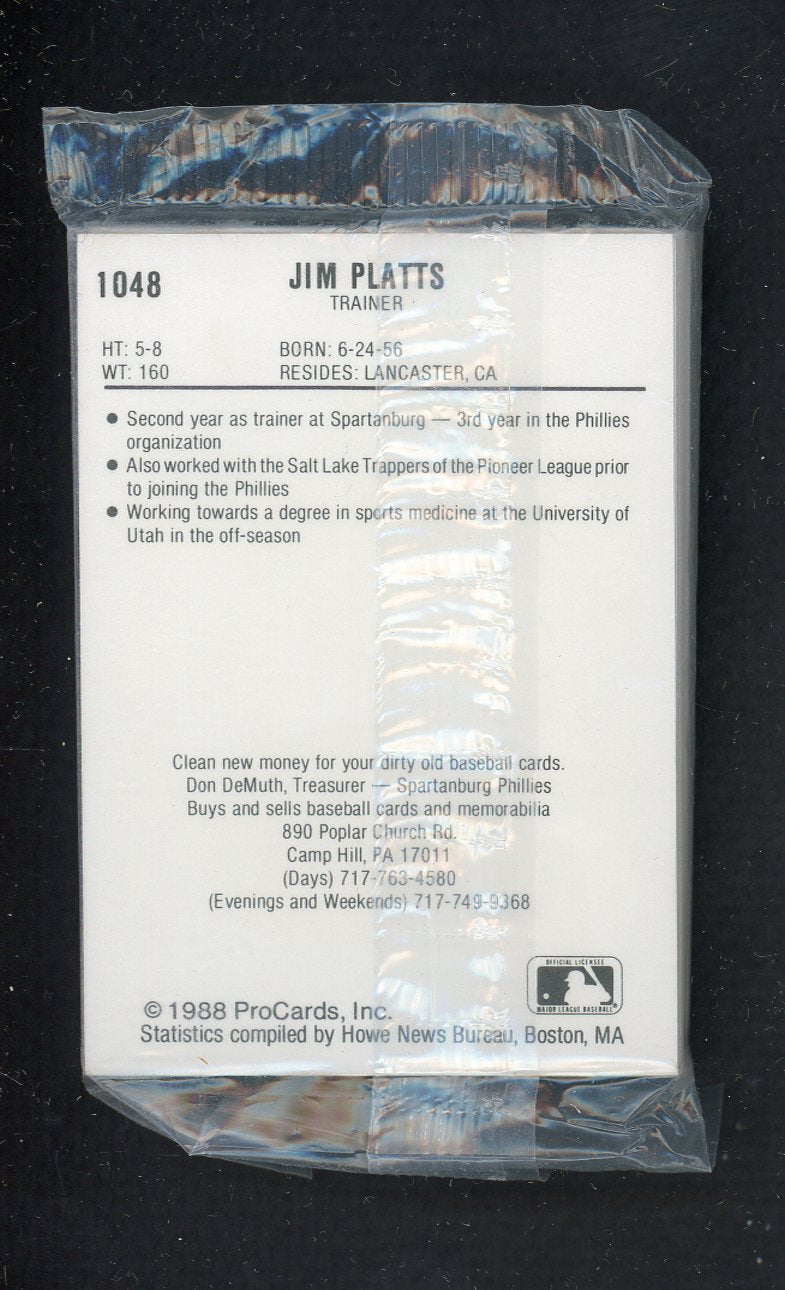 1048
JIM PLATTS
TRAINER
HT: 5-8
BORN: 6-24-56
WT: 160
RESIDES: LANCASTER, CA
● Second year as trainer at Spartanburg — 3rd year in the Phillies
organization
● Also worked with the Salt Lake Trappers of the Pioneer League prior
to joining the Phillies
● Working towards a degree in sports medicine at the University of
Utah in the off-season
Clean new money for your dirty old baseball cards.
Don DeMuth, Treasurer — Spartanburg Phillies
Buys and sells baseball cards and memorabilia
890 Poplar Church Rd.
Camp Hill, PA 17011
(Days) 717-763-4580
(Evenings and Weekends) 717-749-9368
OFFICIAL LICENSEE
MAJOR LEAGUE BASEBALL®
© 1988 ProCards, Inc.
Statistics compiled by Howe News Bureau, Boston, MA